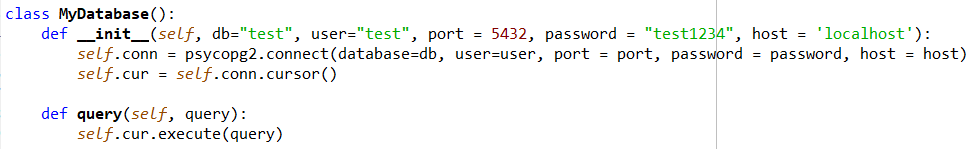 class MyDatabase():
    def __init__(self, db="test", user="test", port = 5432, password = "test1234", host = 'localhost'):
        self.conn = psycopg2.connect(database=db, user=user, port = port, password = password, host = host)
        self.cur = self.conn.cursor()

    def query(self, query):
        self.cur.execute(query)